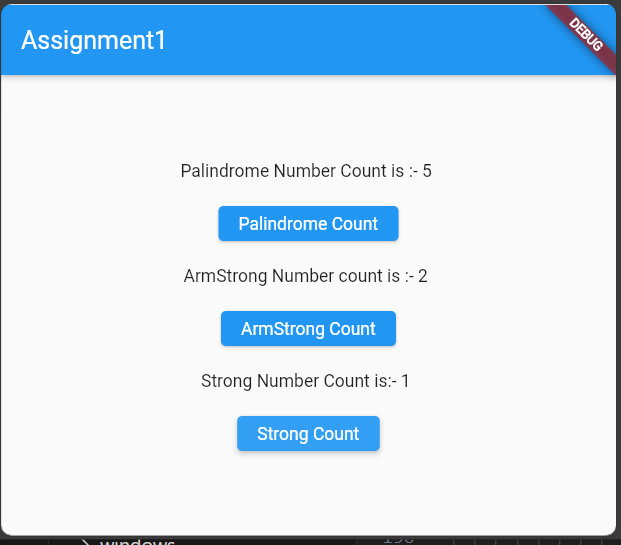 Assignment1
DEBUG
Palindrome Number Count is :- 5
Palindrome Count
ArmStrong Number count is :- 2
ArmStrong Count
Strong Number Count is:- 1
Strong Count
windows